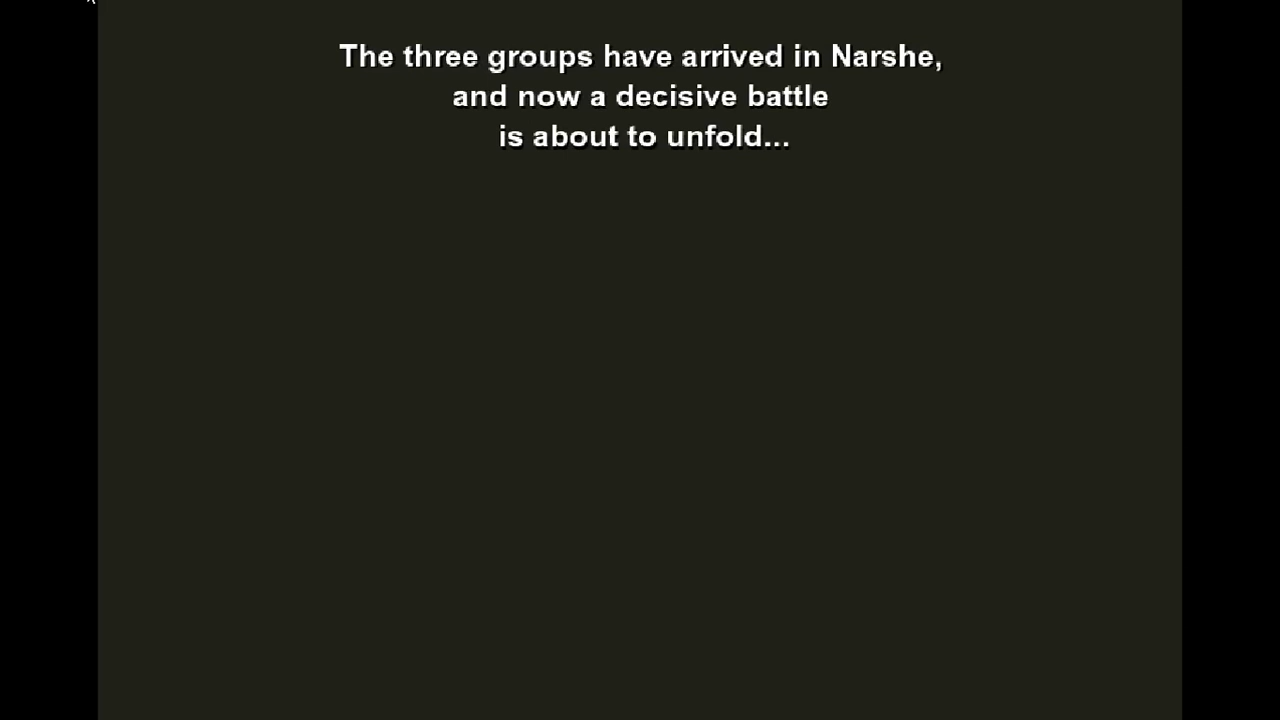 The three groups have arrived in Narshe,
and now a decisive battle
is about to unfold...